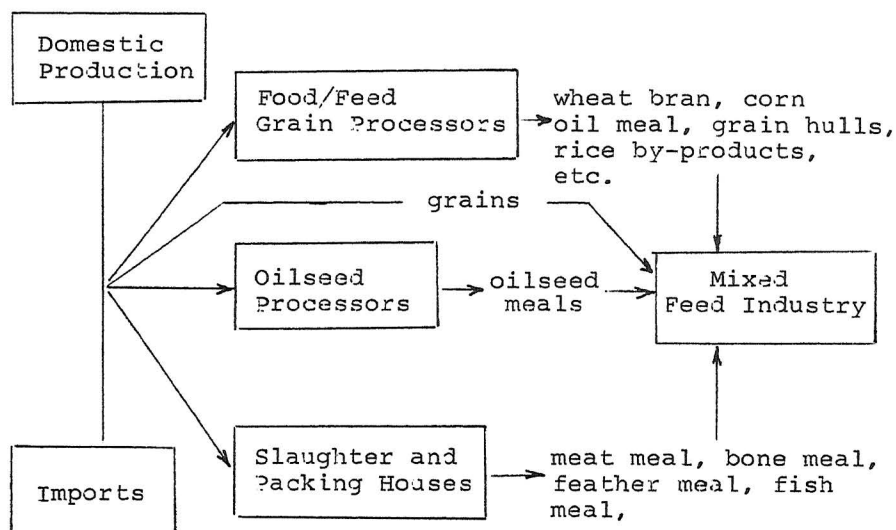 Domestic
Production
Food/Feed
Grain Processors
wheat bran, corn
oil meal, grain hulls,
rice by-products,
etc.
grains
Oilseed
Processors
oilseed
meals
Mixed
Feed Industry
Slaughter and
Packing Houses
meat meal, bone meal,
feather meal, fish
meal,
Imports